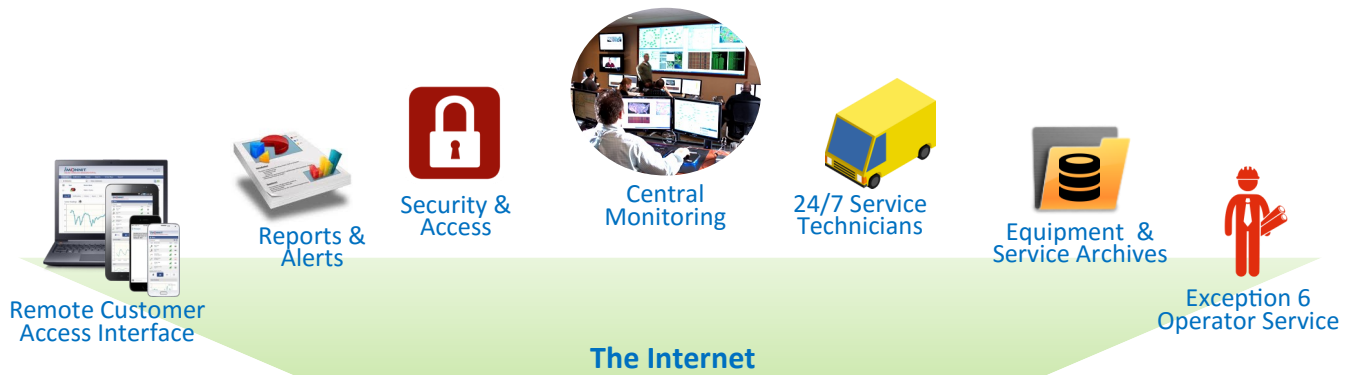 Central
Monitoring
Security &
Access
24/7 Service
Technicians
Reports &
Alerts
Equipment &
Service Archives
Remote Customer
Access Interface
Exception 6
Operator Service
The Internet